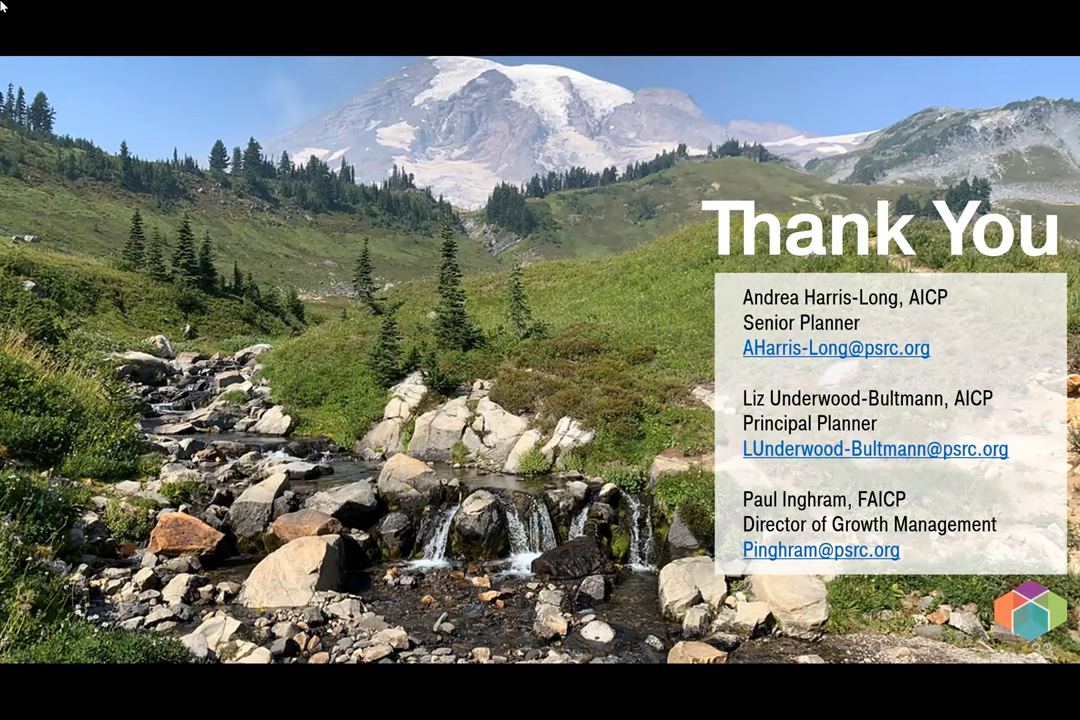 Thank You
Andrea Harris-Long, AICP
Senior Planner
AHarris-Long@psrc.org
Liz Underwood-Bultmann, AICP
Principal Planner
LUnderwood-Bultmann@psrc.org
Paul Inghram, FAICP
Director of Growth Management
Pinghram@psrc.org